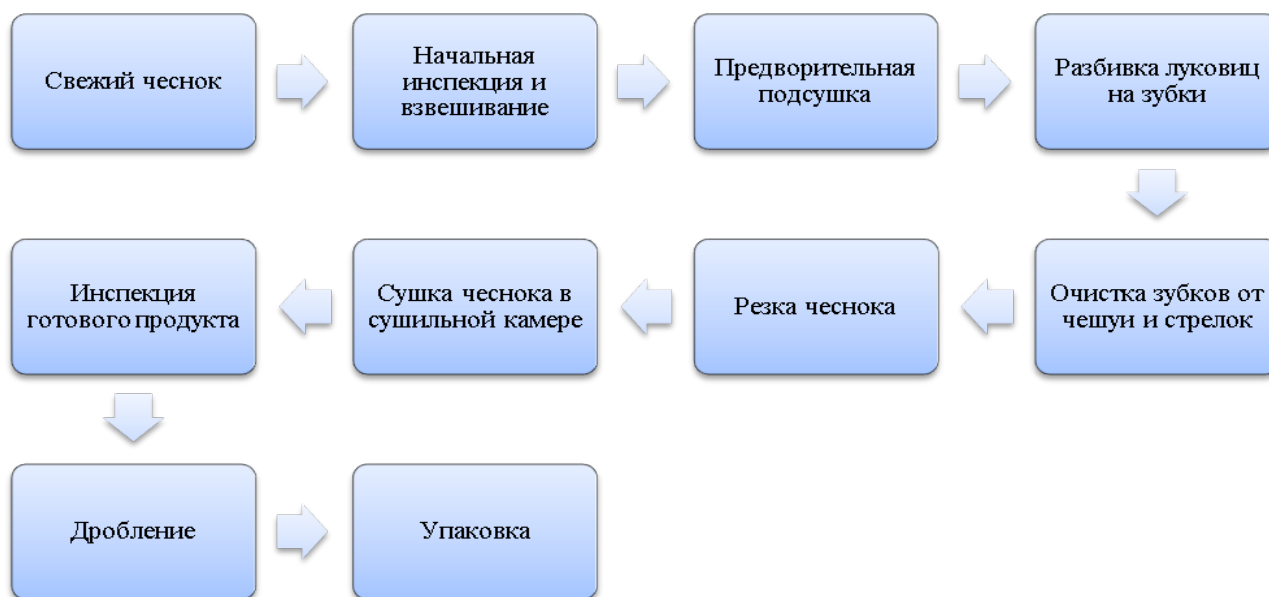 Свежий чеснок
Начальная
инспекция и
взвешивание
Предворительная
подсушка
Разбивка луковиц
на зубки
Очистка зубков от
чешуи и стрелок
Резка чеснока
Сушка чеснока в
сушильной камере
Инспекция
готового продукта
Дробление
Упаковка